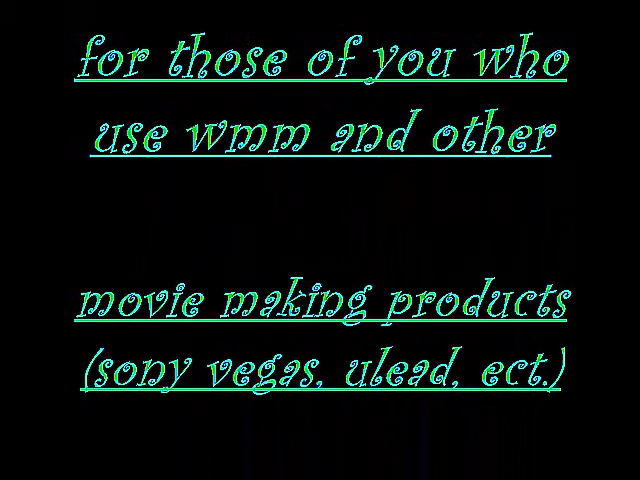 for those of you who
use wmm and other
movie making products
(sony vegas, ulead, ect.)